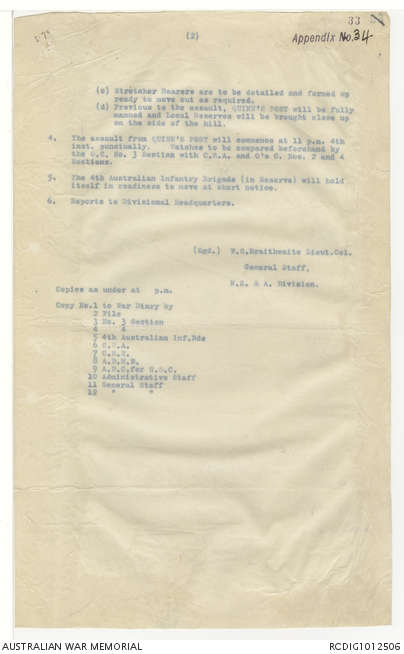 33
Appendix No. 34
(2)
(c) Stretcher Bearers are to be detailed and formed up
ready to move out as required.
(d) Previous to the assault, QUINN'S POST will be fully
manned and Local Reserves will be brought close up
on the side of the hill.
4. The assault from QUINN'S POST will commence at 11 p.m. 4th
inst. punctually. Watches to be compared beforehand by
the O.C. No. 3 Section with C.R.A. and O's C. Nos. 2 and 4
Sections.
5. The 4th Australian Infantry Brigade (in Reserve) will hold
itself in readiness to move at short notice.
6. Reports to Divisional Headquarters.
(Sgd.) W.G.Braithwaite Lieut.Col.
General Staff,
N.Z. & A. Division.
Copies as under at p.m.
Copy No.1 to War Diary by
2 File
3 No. 3 Section
4 " 4 "
5 4th Australian Inf.Bde
6 C.R.A.
7 C.R.E.
8 A.D.M.S.
9 A.D.C. for G.O.C.
10 Administrative Staff
11 General Staff
12 " "
AUSTRALIAN WAR MEMORIAL
RCDIG1012506